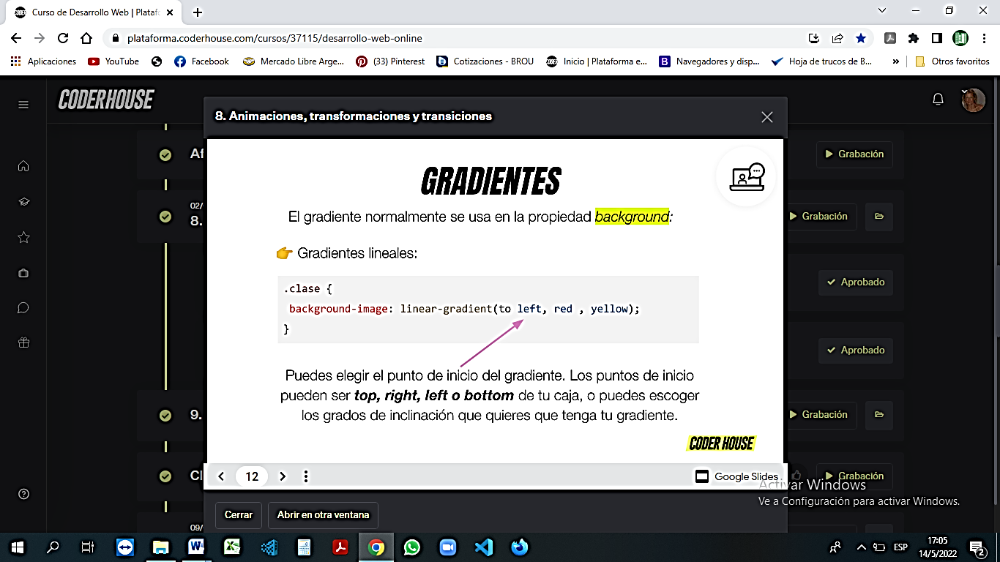 Curso de Desarrollo Web | Plataf
plataforma.coderhouse.com/cursos/37115/desarrollo-web-online
Aplicaciones YouTube Facebook Mercado Libre Arge... (33) Pinterest Cotizaciones - BROU Inicio | Plataforma e... Navegadores y disp... Hoja de trucos de B... » Otros favoritos
CODERHOUSE
8. Animaciones, transformaciones y transiciones
Af
Grabación
02/
8.
Grabación
Aprobado
Aprobado
9.
Grabación
Cl
Grabación
09/
GRADIENTES
El gradiente normalmente se usa en la propiedad background:
👉 Gradientes lineales:
.clase {
background-image: linear-gradient(to left, red , yellow);
}
Puedes elegir el punto de inicio del gradiente. Los puntos de inicio
pueden ser top, right, left o bottom de tu caja, o puedes escoger
los grados de inclinación que quieres que tenga tu gradiente.
CODER HOUSE
12
Google Slides
Activar Windows
Ve a Configuración para activar Windows.
Cerrar
Abrir en otra ventana
ESP
17:05
14/5/2022
2